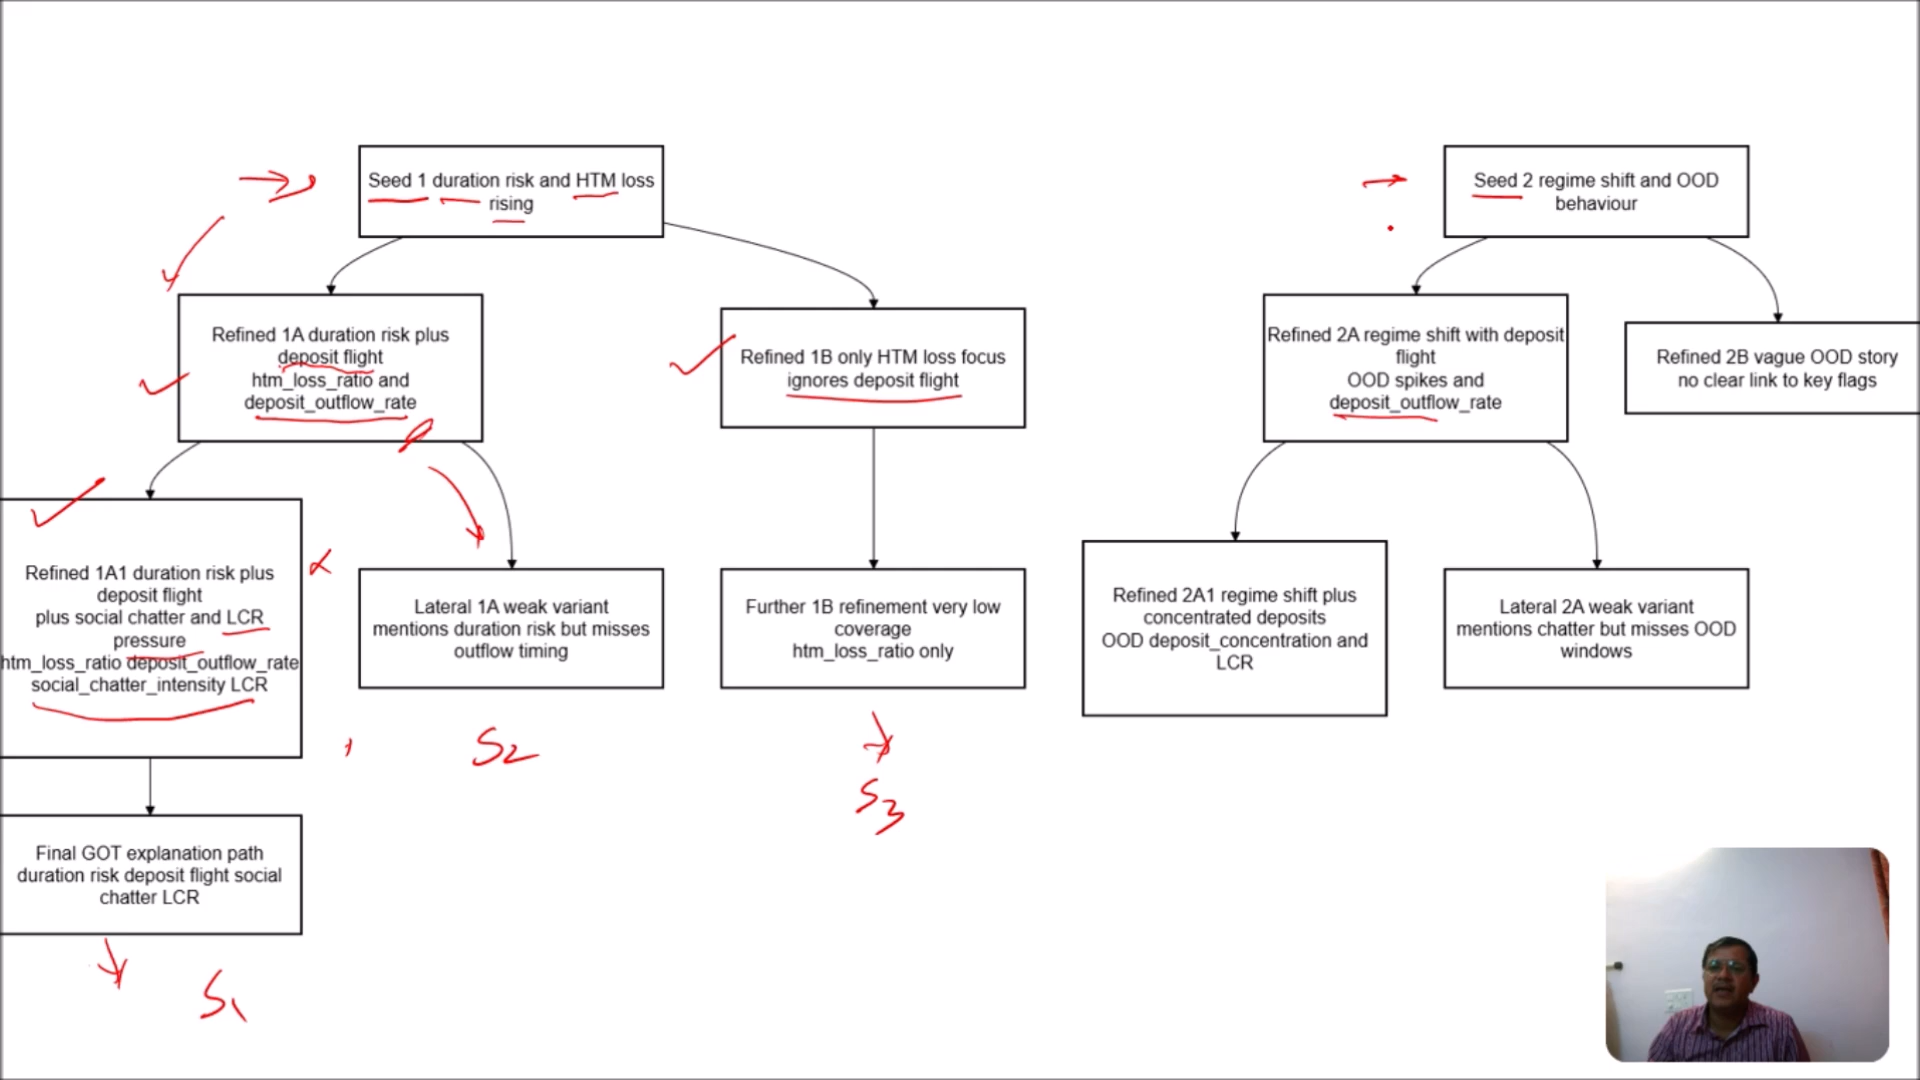 Seed 1 duration risk and HTM loss
rising
Seed 2 regime shift and OOD
behaviour
Refined 1A duration risk plus
deposit flight
htm_loss_ratio and
deposit_outflow_rate
Refined 1B only HTM loss focus
ignores deposit flight
Refined 2A regime shift with deposit
flight
OOD spikes and
deposit_outflow_rate
Refined 2B vague OOD story
no clear link to key flags
Refined 1A1 duration risk plus
deposit flight
plus social chatter and LCR
pressure
htm_loss_ratio deposit_outflow_rate
social_chatter_intensity LCR
Lateral 1A weak variant
mentions duration risk but misses
outflow timing
Further 1B refinement very low
coverage
htm_loss_ratio only
Refined 2A1 regime shift plus
concentrated deposits
OOD deposit_concentration and
LCR
Lateral 2A weak variant
mentions chatter but misses OOD
windows
S2
S3
Final GOT explanation path
duration risk deposit flight social
chatter LCR
S1